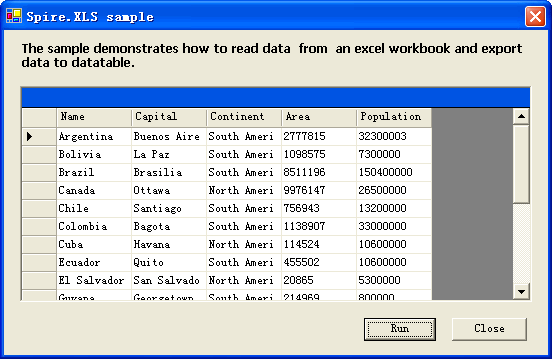 Spire.XLS sample
The sample demonstrates how to read data from an excel workbook and export
data to datatable.
Name Capital Continent Area Population
Argentina Buenos Aire South Ameri 2777815 32300003
Bolivia La Paz South Ameri 1098575 7300000
Brazil Brasilia South Ameri 8511196 150400000
Canada Ottawa North Ameri 9976147 26500000
Chile Santiago South Ameri 756943 13200000
Colombia Bagota South Ameri 1138907 33000000
Cuba Havana North Ameri 114524 10600000
Ecuador Quito South Ameri 455502 10600000
El Salvador San Salvado North Ameri 20865 5300000
Guyana Georgetown South Ameri 214969 800000
Run Close